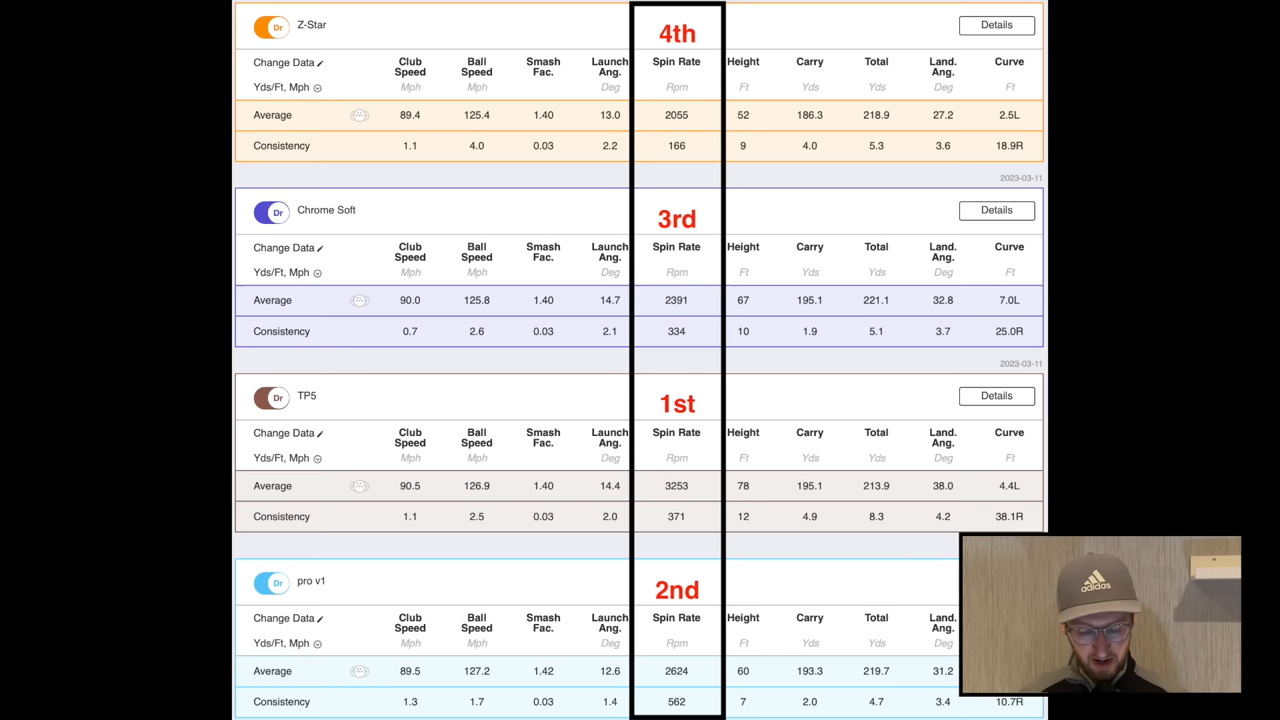 Dr Z-Star 4th Details
Change Data Club Speed Ball Speed Smash Fac. Launch Ang. Spin Rate Height Carry Total Land. Ang. Curve
Yds/Ft, Mph Mph Mph Deg Rpm Ft Yds Yds Deg Ft
Average 89.4 125.4 1.40 13.0 2055 52 186.3 218.9 27.2 2.5L
Consistency 1.1 4.0 0.03 2.2 166 9 4.0 5.3 3.6 18.9R
2023-03-11
Dr Chrome Soft 3rd Details
Change Data Club Speed Ball Speed Smash Fac. Launch Ang. Spin Rate Height Carry Total Land. Ang. Curve
Yds/Ft, Mph Mph Mph Deg Rpm Ft Yds Yds Deg Ft
Average 90.0 125.8 1.40 14.7 2391 67 195.1 221.1 32.8 7.0L
Consistency 0.7 2.6 0.03 2.1 334 10 1.9 5.1 3.7 25.0R
2023-03-11
Dr TP5 1st Details
Change Data Club Speed Ball Speed Smash Fac. Launch Ang. Spin Rate Height Carry Total Land. Ang. Curve
Yds/Ft, Mph Mph Mph Deg Rpm Ft Yds Yds Deg Ft
Average 90.5 126.9 1.40 14.4 3253 78 195.1 213.9 38.0 4.4L
Consistency 1.1 2.5 0.03 2.0 371 12 4.9 8.3 4.2 38.1R
Dr pro v1 2nd
Change Data Club Speed Ball Speed Smash Fac. Launch Ang. Spin Rate Height Carry Total Land. Ang.
Yds/Ft, Mph Mph Mph Deg Rpm Ft Yds Yds Deg
Average 89.5 127.2 1.42 12.6 2624 60 193.3 219.7 31.2
Consistency 1.3 1.7 0.03 1.4 562 7 2.0 4.7 3.4 10.7R
adidas